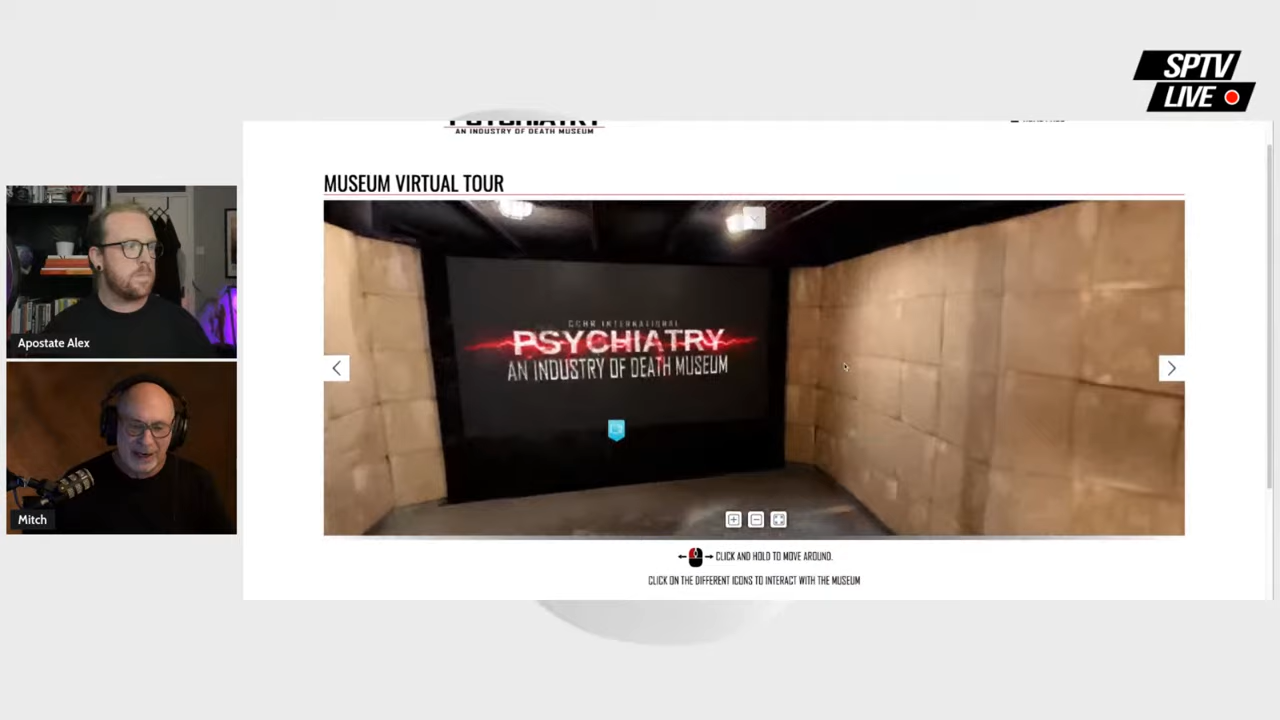 SPTV
LIVE
PSYCHIATRY
AN INDUSTRY OF DEATH MUSEUM
MUSEUM VIRTUAL TOUR
CCHR INTERNATIONAL
PSYCHIATRY
AN INDUSTRY OF DEATH MUSEUM
Apostate Alex
Mitch
CLICK AND HOLD TO MOVE AROUND.
CLICK ON THE DIFFERENT ICONS TO INTERACT WITH THE MUSEUM